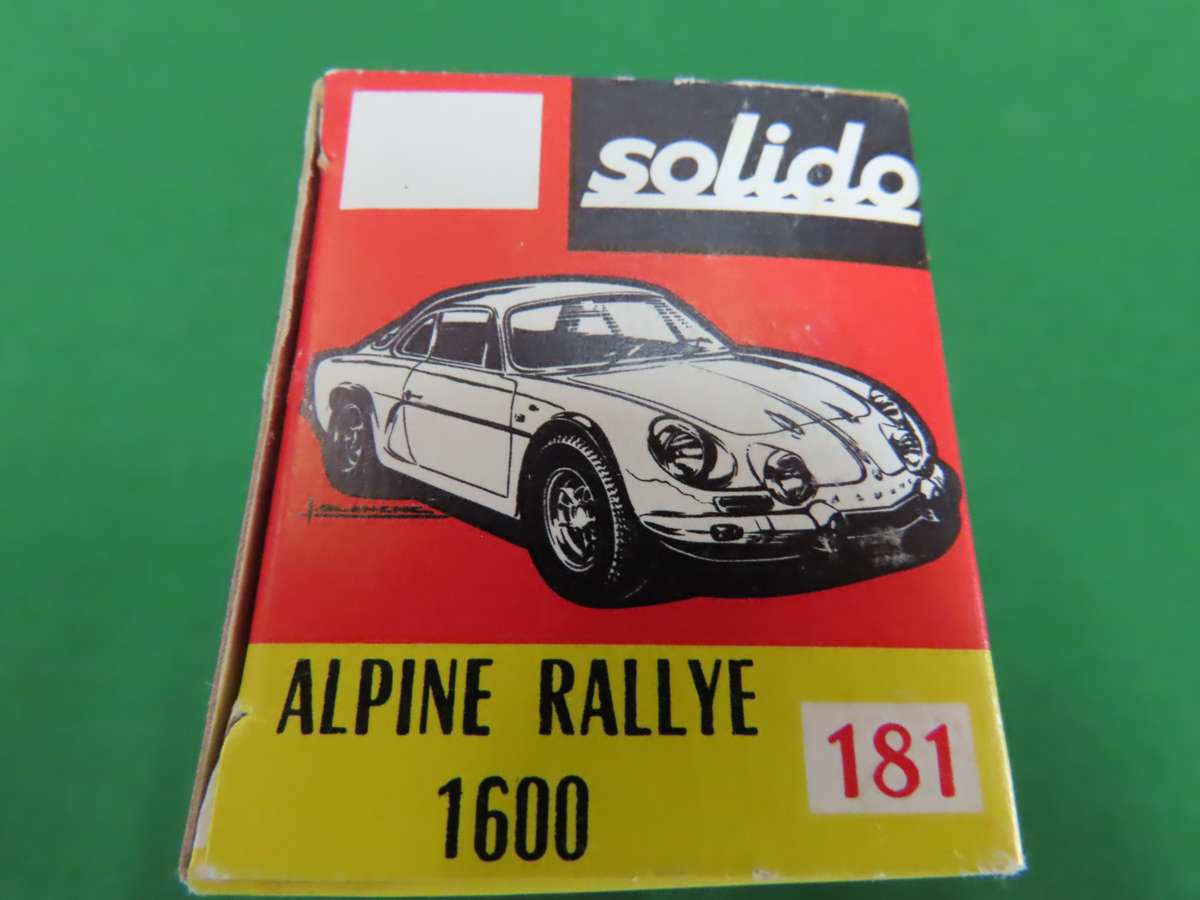 solido
ALPINE RALLYE
181
1600